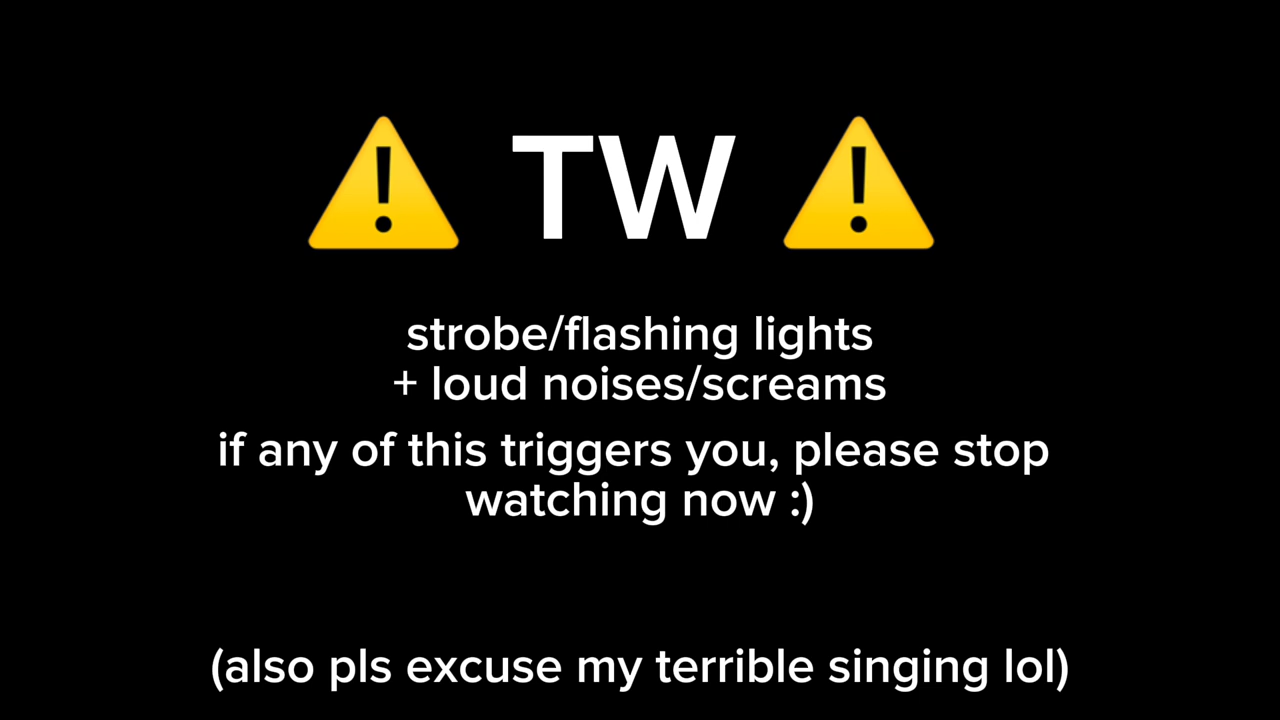 ⚠️ TW ⚠️
strobe/flashing lights
+ loud noises/screams
if any of this triggers you, please stop
watching now :)
(also pls excuse my terrible singing lol)